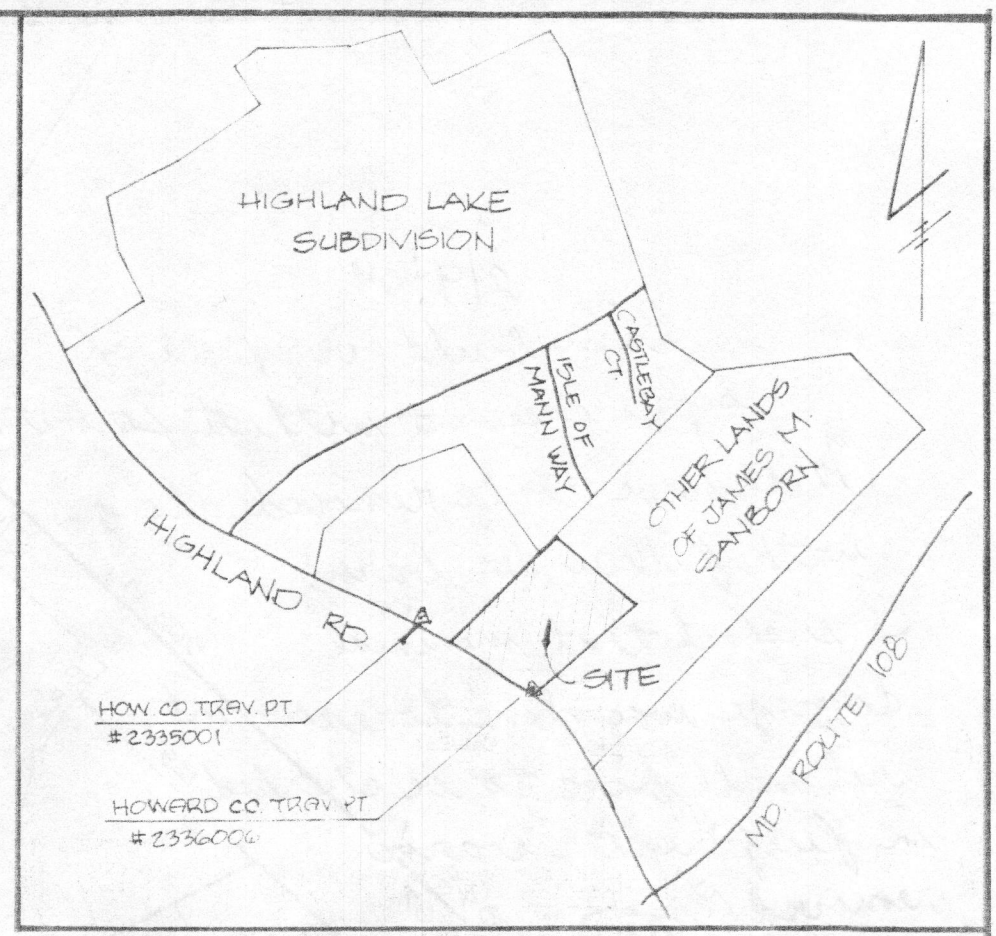 HIGHLAND LAKE
SUBDIVISION
CASTLEBAY
CT.
ISLE OF
MANN WAY
OTHER LANDS
OF JAMES M.
SANBORN
HIGHLAND RD
SITE
HOW. CO TRAV. PT.
#2335001
HOWARD CO. TRAV PT
#2336006
MD. ROUTE 108